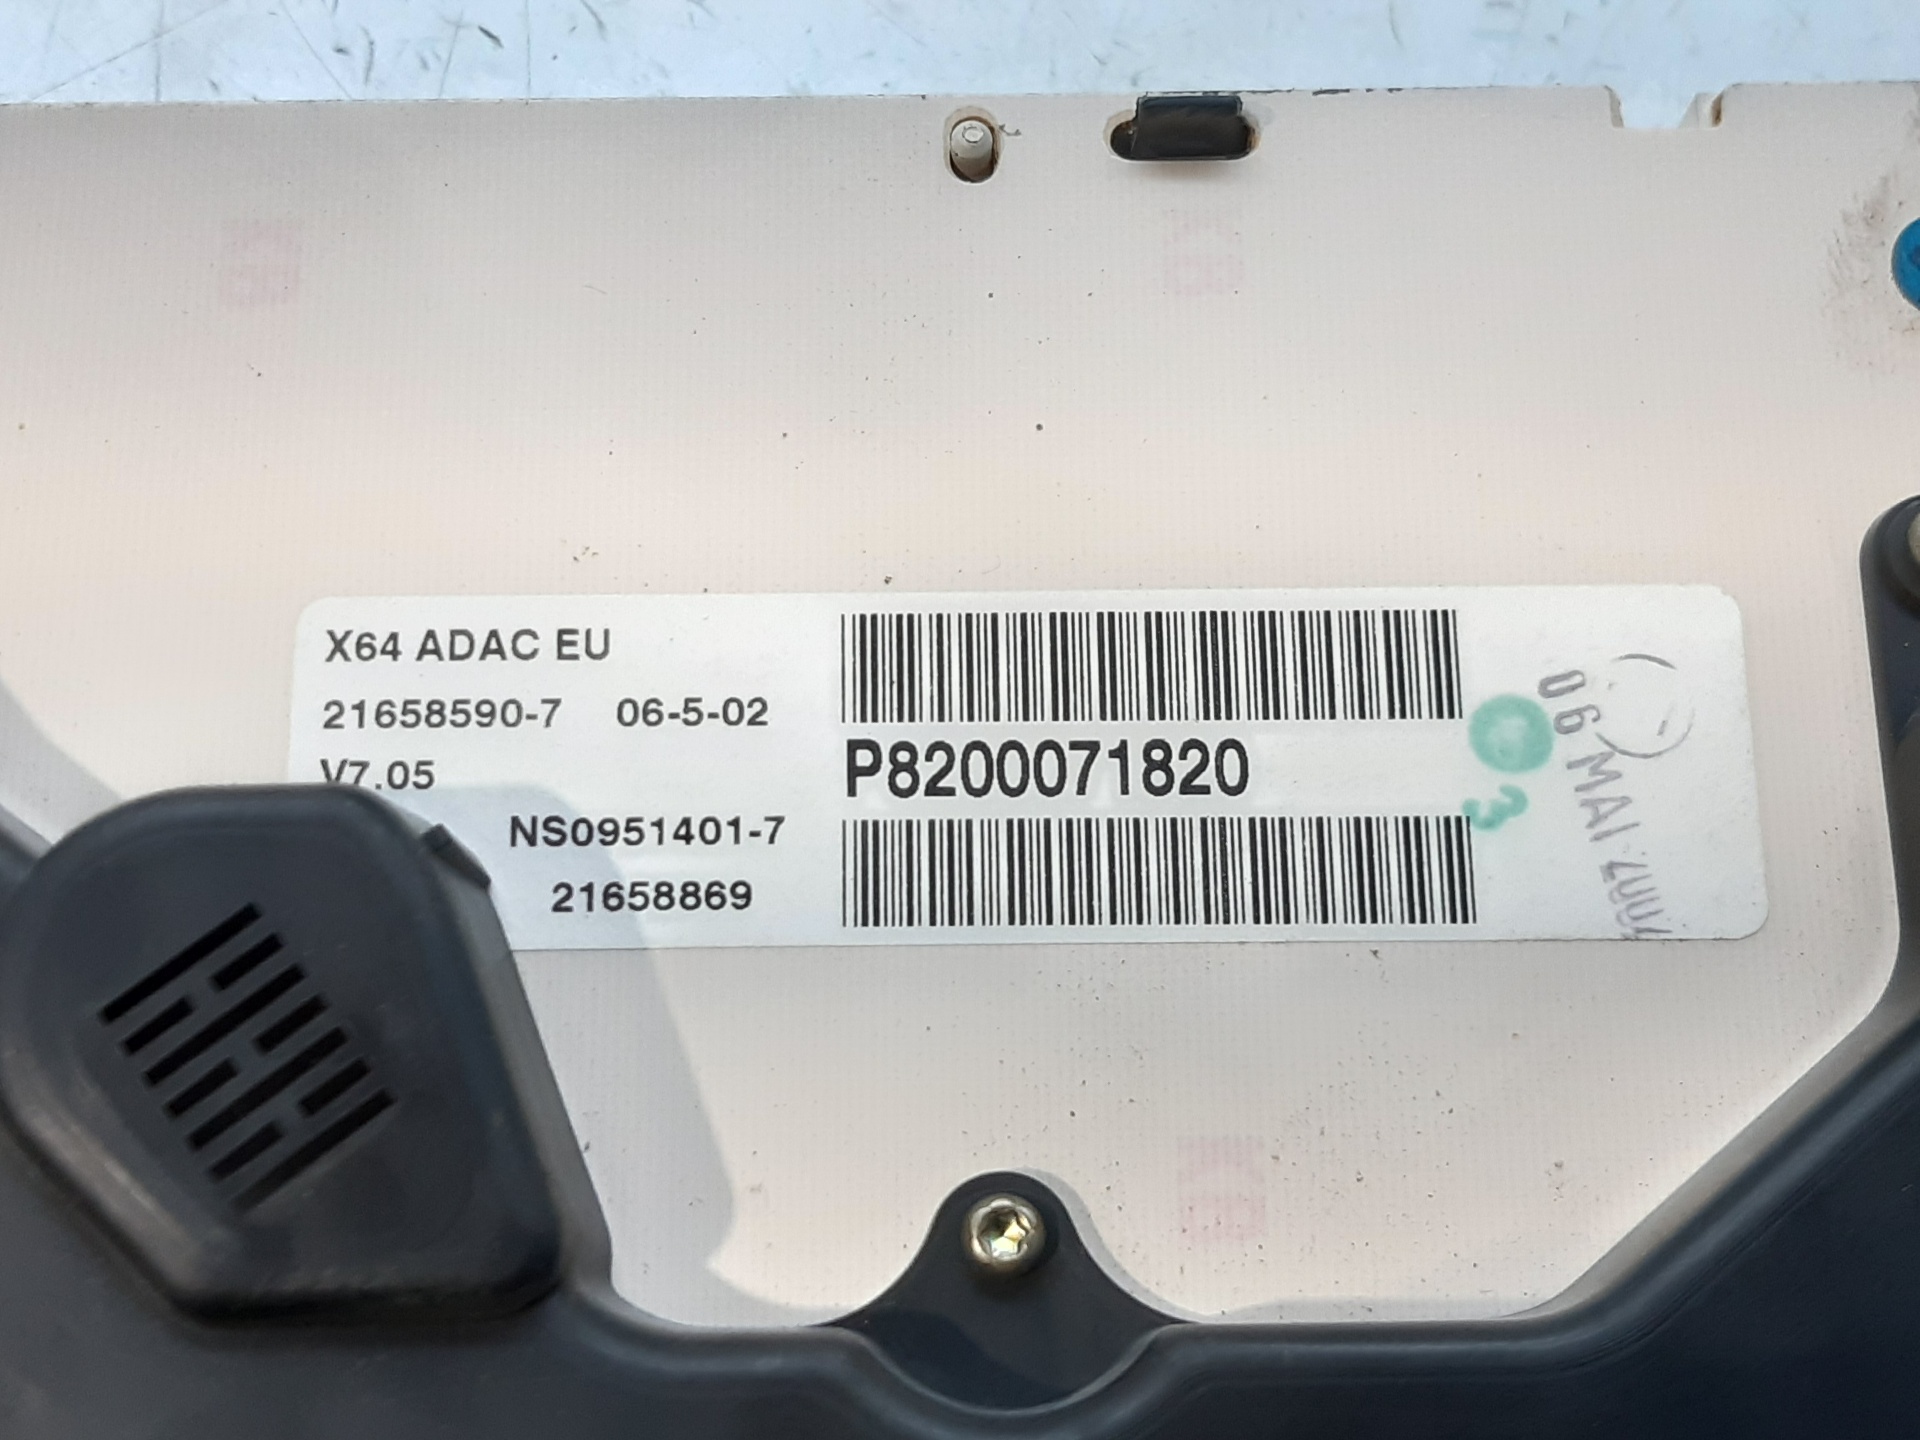 X64 ADAC EU
21658590-7 06-5-02
V7.05
P8200071820
NS0951401-7
21658869
3
06 MAI